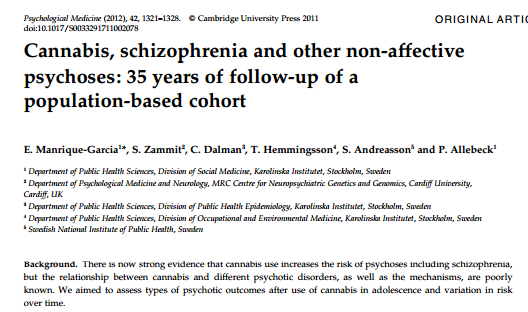 Psychological Medicine (2012), 42, 1321–1328. © Cambridge University Press 2011 ORIGINAL ARTIC
doi:10.1017/S0033291711002078
Cannabis, schizophrenia and other non-affective
psychoses: 35 years of follow-up of a
population-based cohort
E. Manrique-Garcia¹*, S. Zammit², C. Dalman³, T. Hemmingsson⁴, S. Andreasson⁵ and P. Allebeck¹
¹ Department of Public Health Sciences, Division of Social Medicine, Karolinska Institutet, Stockholm, Sweden
² Department of Psychological Medicine and Neurology, MRC Centre for Neuropsychiatric Genetics and Genomics, Cardiff University,
Cardiff, UK
³ Department of Public Health Sciences, Division of Public Health Epidemiology, Karolinska Institutet, Stockholm, Sweden
⁴ Department of Public Health Sciences, Division of Occupational and Environmental Medicine, Karolinska Institutet, Stockholm, Sweden
⁵ Swedish National Institute of Public Health, Sweden
Background. There is now strong evidence that cannabis use increases the risk of psychoses including schizophrenia,
but the relationship between cannabis and different psychotic disorders, as well as the mechanisms, are poorly
known. We aimed to assess types of psychotic outcomes after use of cannabis in adolescence and variation in risk
over time.